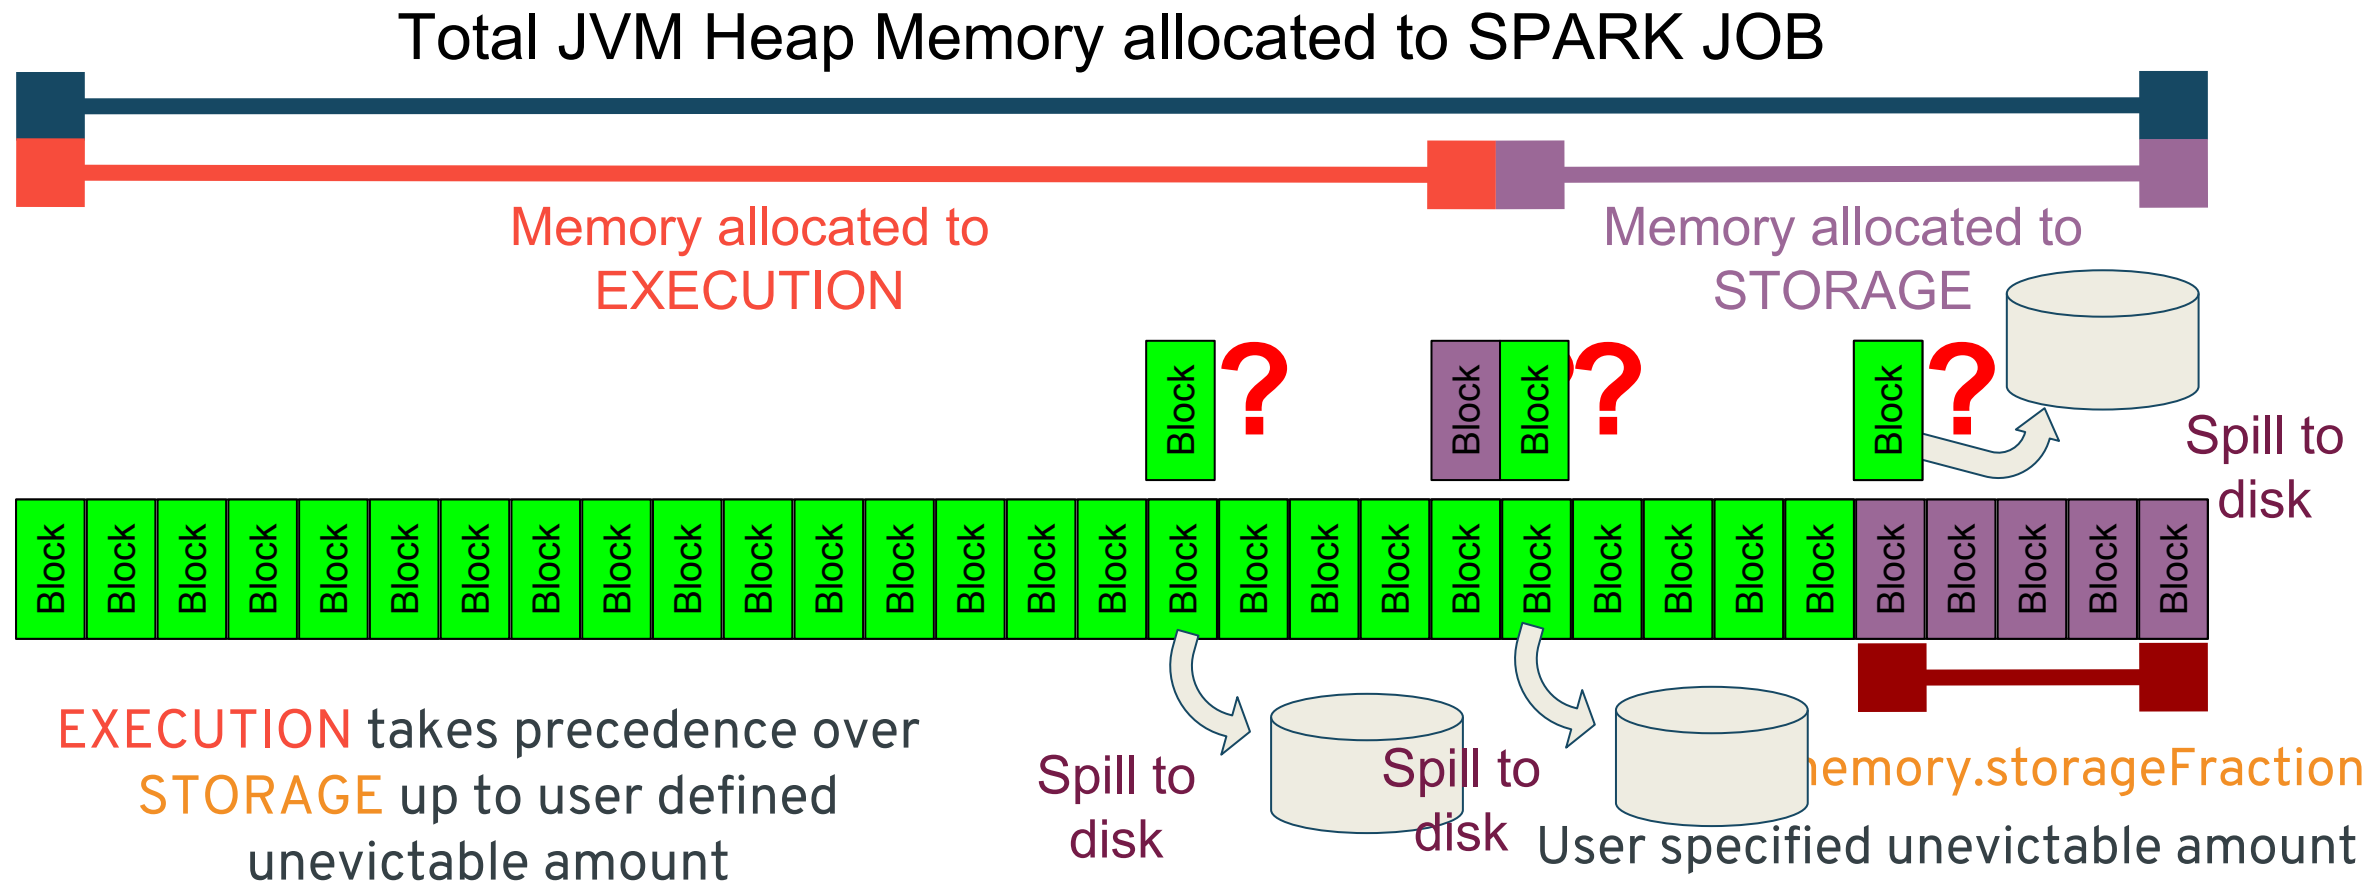 Total JVM Heap Memory allocated to SPARK JOB
Memory allocated to
EXECUTION
Memory allocated to
STORAGE
Block ? Block Block ? Block ?
Spill to
disk
Block Block Block Block Block Block Block Block Block Block Block Block Block Block Block Block Block Block Block Block Block Block Block Block Block Block Block Block Block Block Block
EXECUTION takes precedence over
STORAGE up to user defined
unevictable amount
Spill to
disk
Spill to
disk
emory.storageFraction
User specified unevictable amount